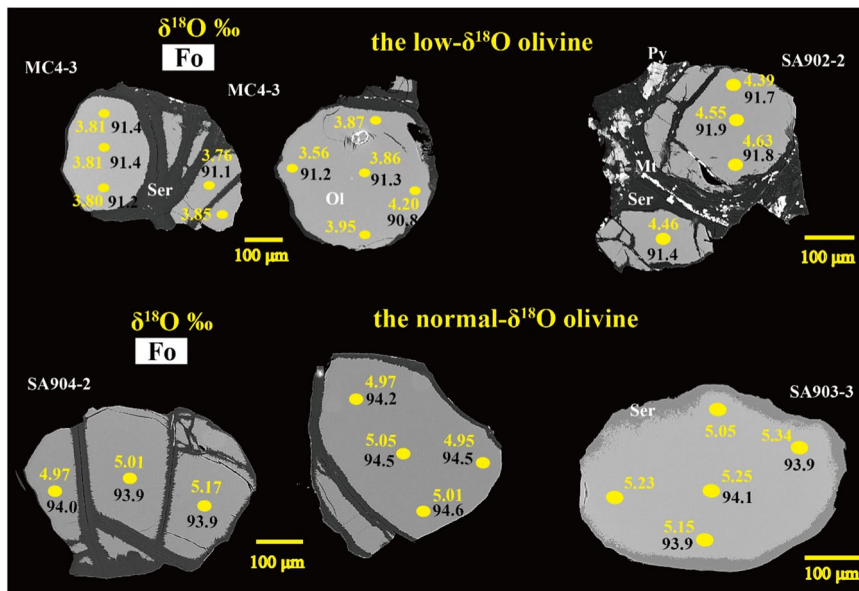 δ¹⁸O ‰
Fo
the low-δ¹⁸O olivine
MC4-3
3.81
91.4
3.81
91.4
3.80
91.2
Ser
3.76
91.1
3.85
100 μm
MC4-3
3.87
3.56
91.2
3.86
91.3
Ol
4.20
90.8
3.95
SA902-2
Py
4.39
91.7
4.55
91.9
4.63
91.8
Mt
Ser
4.46
91.4
100 μm
δ¹⁸O ‰
Fo
the normal-δ¹⁸O olivine
SA904-2
4.97
94.0
5.01
93.9
5.17
93.9
100 μm
4.97
94.2
5.05
94.5
4.95
94.5
5.01
94.6
SA903-3
Ser
5.05
5.34
93.9
5.23
5.25
94.1
5.15
93.9
100 μm